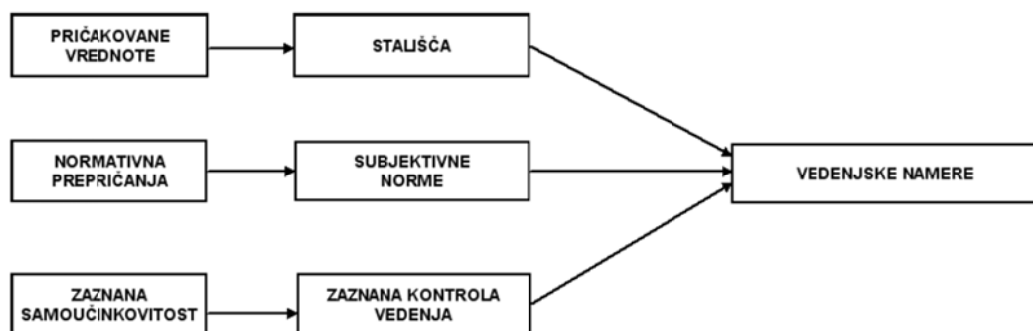 PRIČAKOVANE
VREDNOTE
STALIŠČA
NORMATIVNA
PREPRIČANJA
SUBJEKTIVNE
NORME
VEDENJSKE NAMERE
ZAZNANA
SAMOUČINKOVITOST
ZAZNANA KONTROLA
VEDENJA